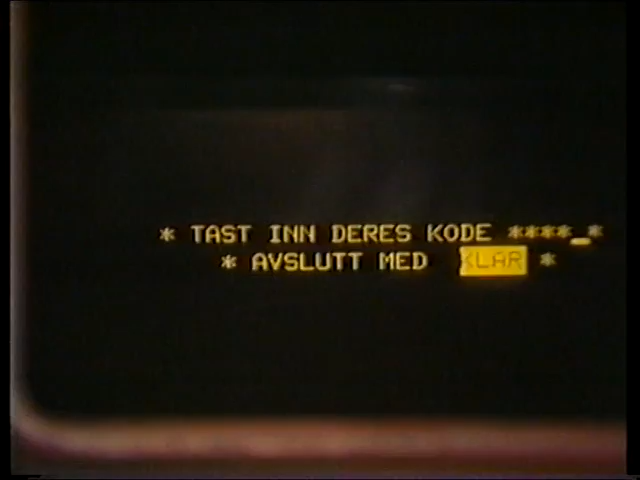 * TAST INN DERES KODE ****_*
* AVSLUTT MED KLAR *